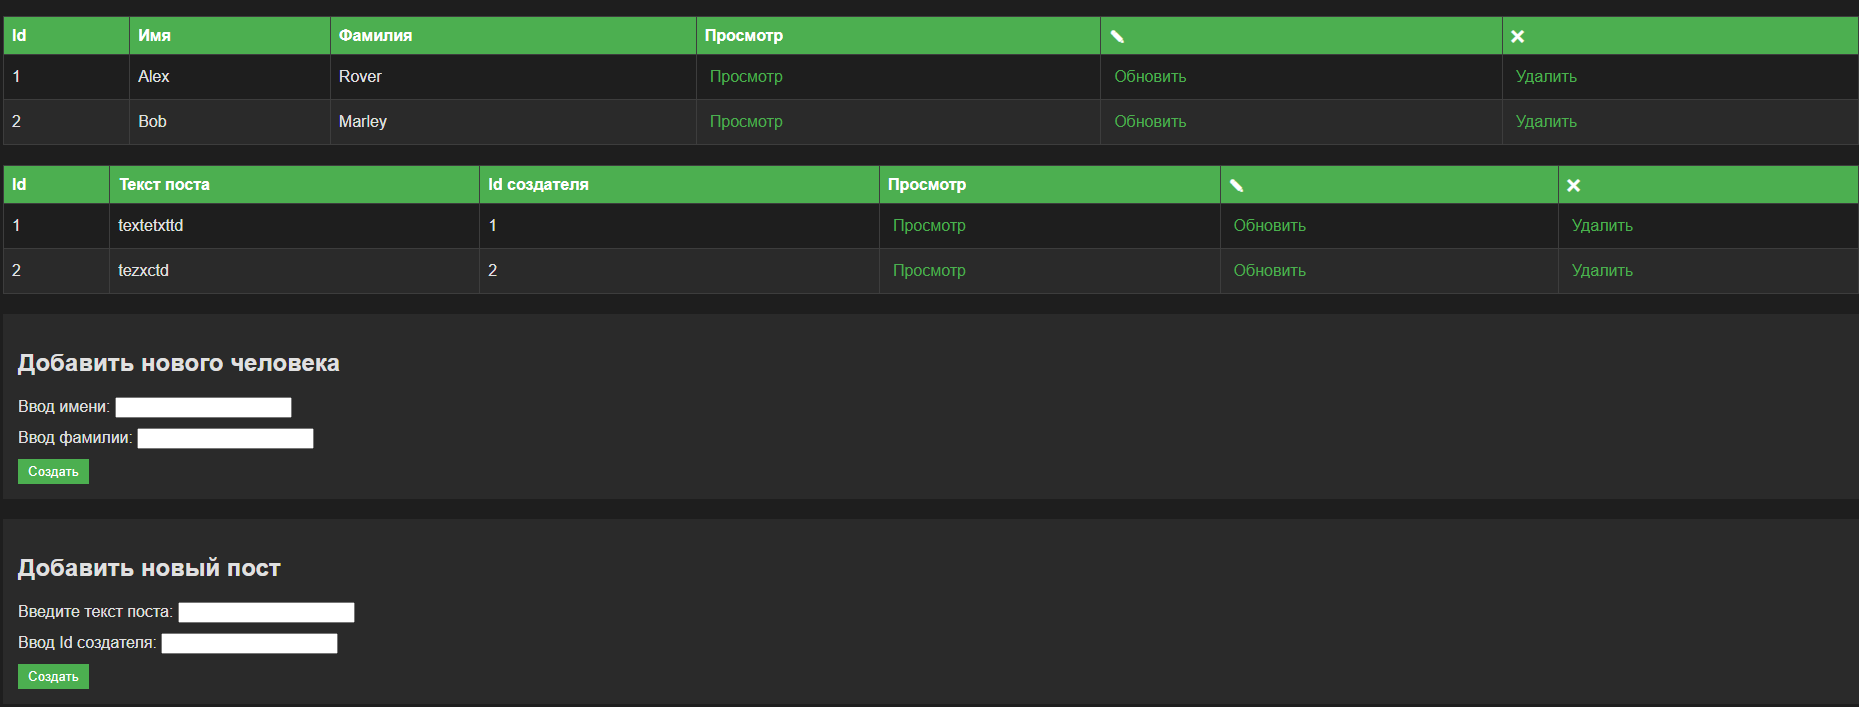 Id Имя Фамилия Просмотр ✎ ✕
1 Alex Rover Просмотр Обновить Удалить
2 Bob Marley Просмотр Обновить Удалить
Id Текст поста Id создателя Просмотр ✎ ✕
1 textetxttd 1 Просмотр Обновить Удалить
2 tezxctd 2 Просмотр Обновить Удалить
Добавить нового человека
Ввод имени:
Ввод фамилии:
Создать
Добавить новый пост
Введите текст поста:
Ввод Id создателя:
Создать